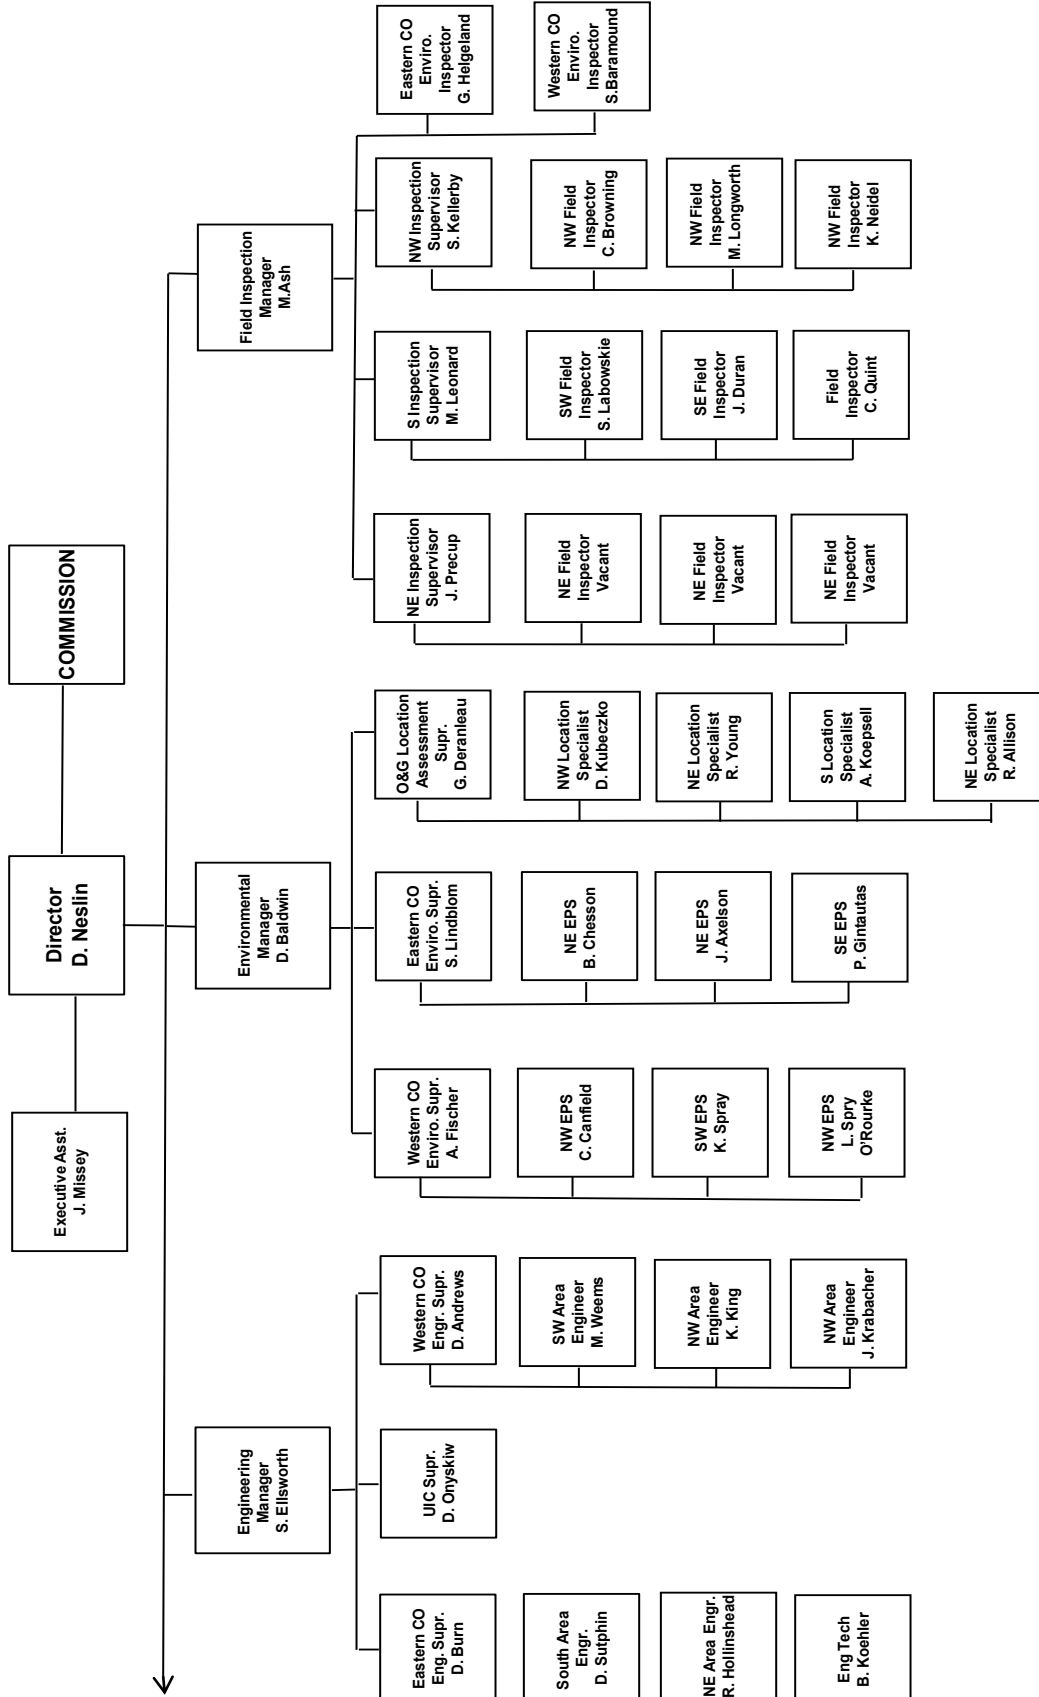 COMMISSION
Director
D. Neslin
Executive Asst.
J. Missey
Engineering
Manager
S. Ellsworth
Environmental
Manager
D. Baldwin
Field Inspection
Manager
M.Ash
Eastern CO
Eng. Supr.
D. Burn
South Area
Engr.
D. Sutphin
NE Area Engr.
R. Hollinshead
Eng Tech
B. Koehler
UIC Supr.
D. Onyskiw
Western CO
Engr. Supr.
D. Andrews
SW Area
Engineer
M. Weems
NW Area
Engineer
K. King
NW Area
Engineer
J. Krabacher
Western CO
Enviro. Supr.
A. Fischer
NW EPS
C. Canfield
SW EPS
K. Spray
NW EPS
L. Spry
O'Rourke
Eastern CO
Enviro. Supr.
S. Lindblom
NE EPS
B. Chesson
NE EPS
J. Axelson
SE EPS
P. Gintautas
O&G Location
Assessment
Supr.
G. Deranleau
NW Location
Specialist
D. Kubeczko
NE Location
Specialist
R. Young
S Location
Specialist
A. Koepsell
NE Location
Specialist
R. Allison
NE Inspection
Supervisor
J. Precup
NE Field
Inspector
Vacant
NE Field
Inspector
Vacant
NE Field
Inspector
Vacant
S Inspection
Supervisor
M. Leonard
SW Field
Inspector
S. Labowskie
SE Field
Inspector
J. Duran
Field
Inspector
C. Quint
NW Inspection
Supervisor
S. Kellerby
NW Field
Inspector
C. Browning
NW Field
Inspector
M. Longworth
NW Field
Inspector
K. Neidel
Eastern CO
Enviro.
Inspector
G. Helgeland
Western CO
Enviro.
Inspector
S.Baramound